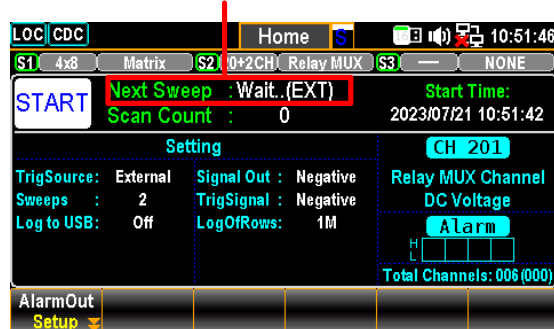 LOC CDC Home S 10:51:46
S1 4x8 Matrix S2 20+2CH Relay MUX S3 — NONE
START
Next Sweep : Wait..(EXT)
Scan Count : 0
Start Time:
2023/07/21 10:51:42
Setting
TrigSource: External Signal Out : Negative
Sweeps : 2 TrigSignal : Negative
Log to USB: Off LogOfRows: 1M
CH 201
Relay MUX Channel
DC Voltage
Alarm
H
L
Total Channels: 006(000)
AlarmOut
Setup